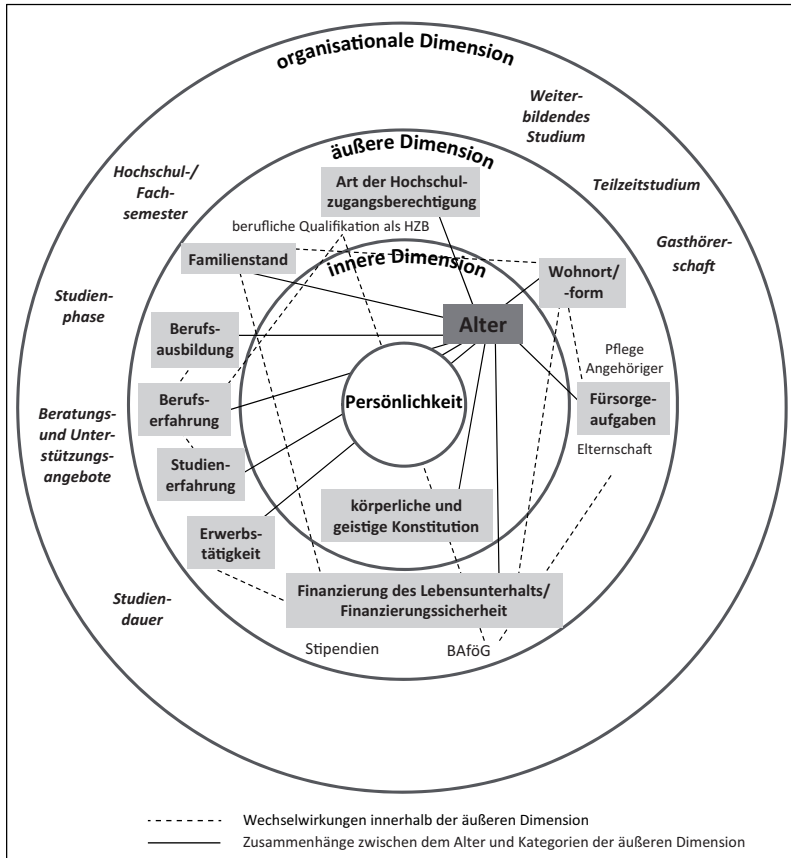 organisationale Dimension
Weiter-
bildendes
Studium
äußere Dimension
Hochschul-/
Fach-
semester
Art der Hochschul-
zugangsberechtigung
Teilzeitstudium
berufliche Qualifikation als HZB
Gasthörer-
schaft
Familienstand
innere Dimension
Wohnort/
-form
Studien-
phase
Berufs-
ausbildung
Alter
Pflege
Angehöriger
Beratungs-
und Unter-
stützungs-
angebote
Berufs-
erfahrung
Persönlichkeit
Fürsorge-
aufgaben
Studien-
erfahrung
Elternschaft
körperliche und
geistige Konstitution
Erwerbs-
tätigkeit
Finanzierung des Lebensunterhalts/
Finanzierungssicherheit
Studien-
dauer
Stipendien
BAföG
Wechselwirkungen innerhalb der äußeren Dimension
Zusammenhänge zwischen dem Alter und Kategorien der äußeren Dimension